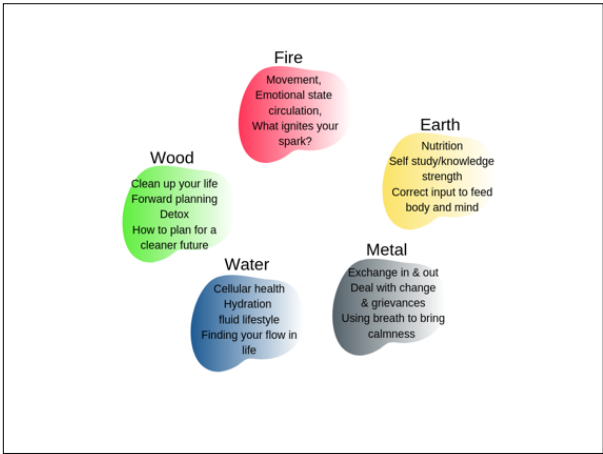 Fire
Movement,
Emotional state
circulation,
What ignites your
spark?
Earth
Nutrition
Self study/knowledge
strength
Correct input to feed
body and mind
Wood
Clean up your life
Forward planning
Detox
How to plan for a
cleaner future
Metal
Exchange in & out
Deal with change
& grievances
Using breath to bring
calmness
Water
Cellular health
Hydration
fluid lifestyle
Finding your flow in
life